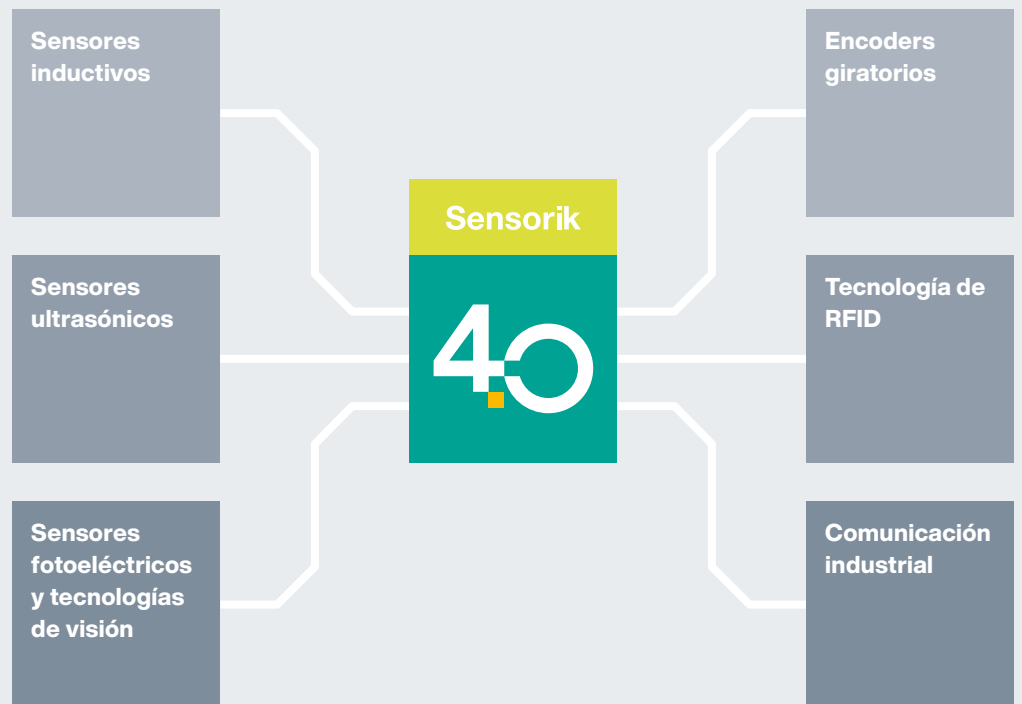 Sensores
inductivos
Encoders
giratorios
Sensorik
4.0
Sensores
ultrasónicos
Tecnología de
RFID
Sensores
fotoeléctricos
y tecnologías
de visión
Comunicación
industrial